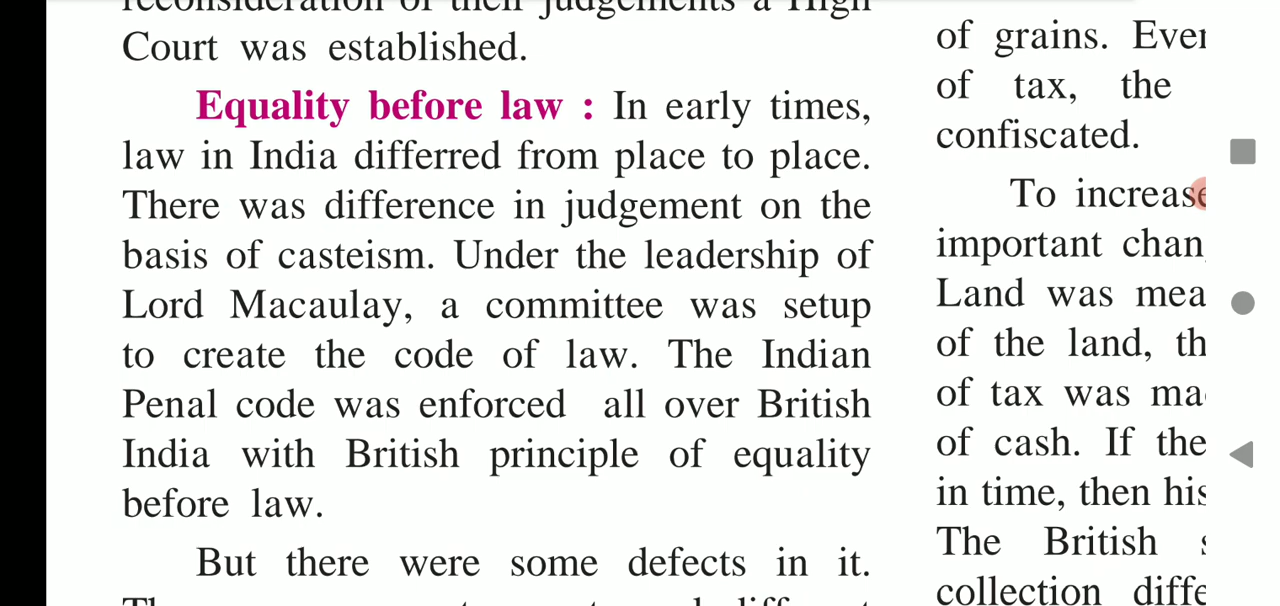 Court was established.
Equality before law : In early times,
law in India differred from place to place.
There was difference in judgement on the
basis of casteism. Under the leadership of
Lord Macaulay, a committee was setup
to create the code of law. The Indian
Penal code was enforced all over British
India with British principle of equality
before law.
But there were some defects in it.
of grains.
of tax, the
confiscated.
To
important
Land was
of the land,
of tax was
of cash. If the
in time, then
The British
collection